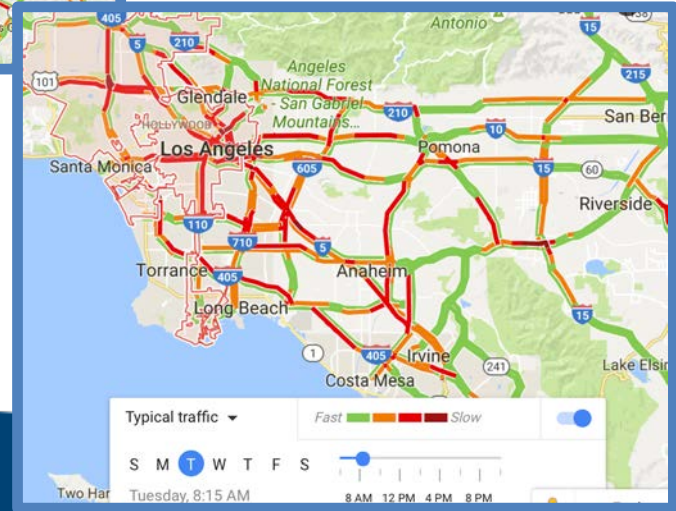 405
5
210
Antonio
15
215
101
Angeles
National Forest
- San Gabriel
Mountains...
Glendale
HOLLYWOOD
210
10
San Ber
Los Angeles
Pomona
Santa Monica
605
15
60
Riverside
110
710
5
Torrance
405
Anaheim
Long Beach
15
1
405
Irvine
241
Lake Elsi
Costa Mesa
Typical traffic
Fast Slow
S M T W T F S
Two Har
Tuesday, 8:15 AM
8 AM 12 PM 4 PM 8 PM